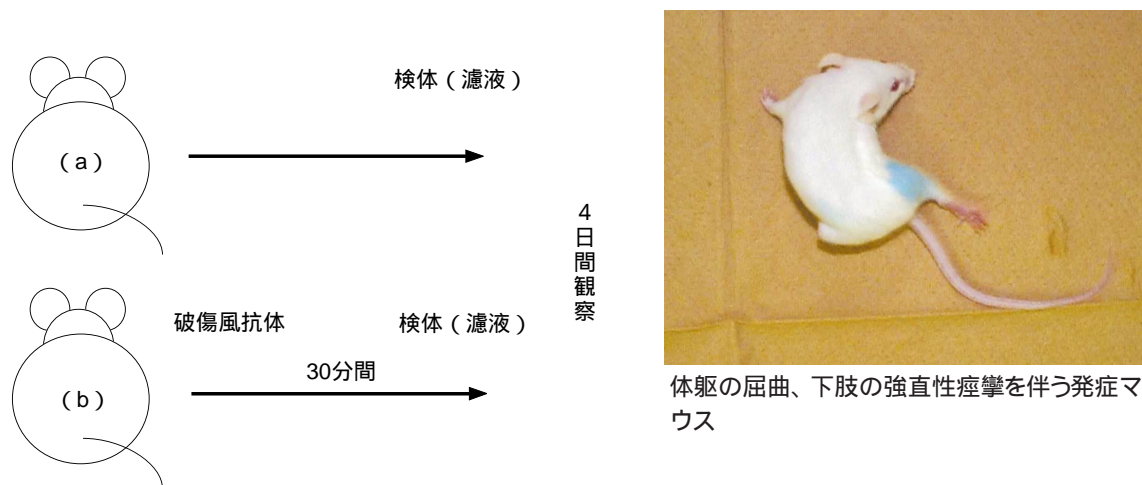 検体（濾液）
（a）
4日間観察
破傷風抗体
検体（濾液）
30分間
（b）
体躯の屈曲、下肢の強直性痙攣を伴う発症マ
ウス